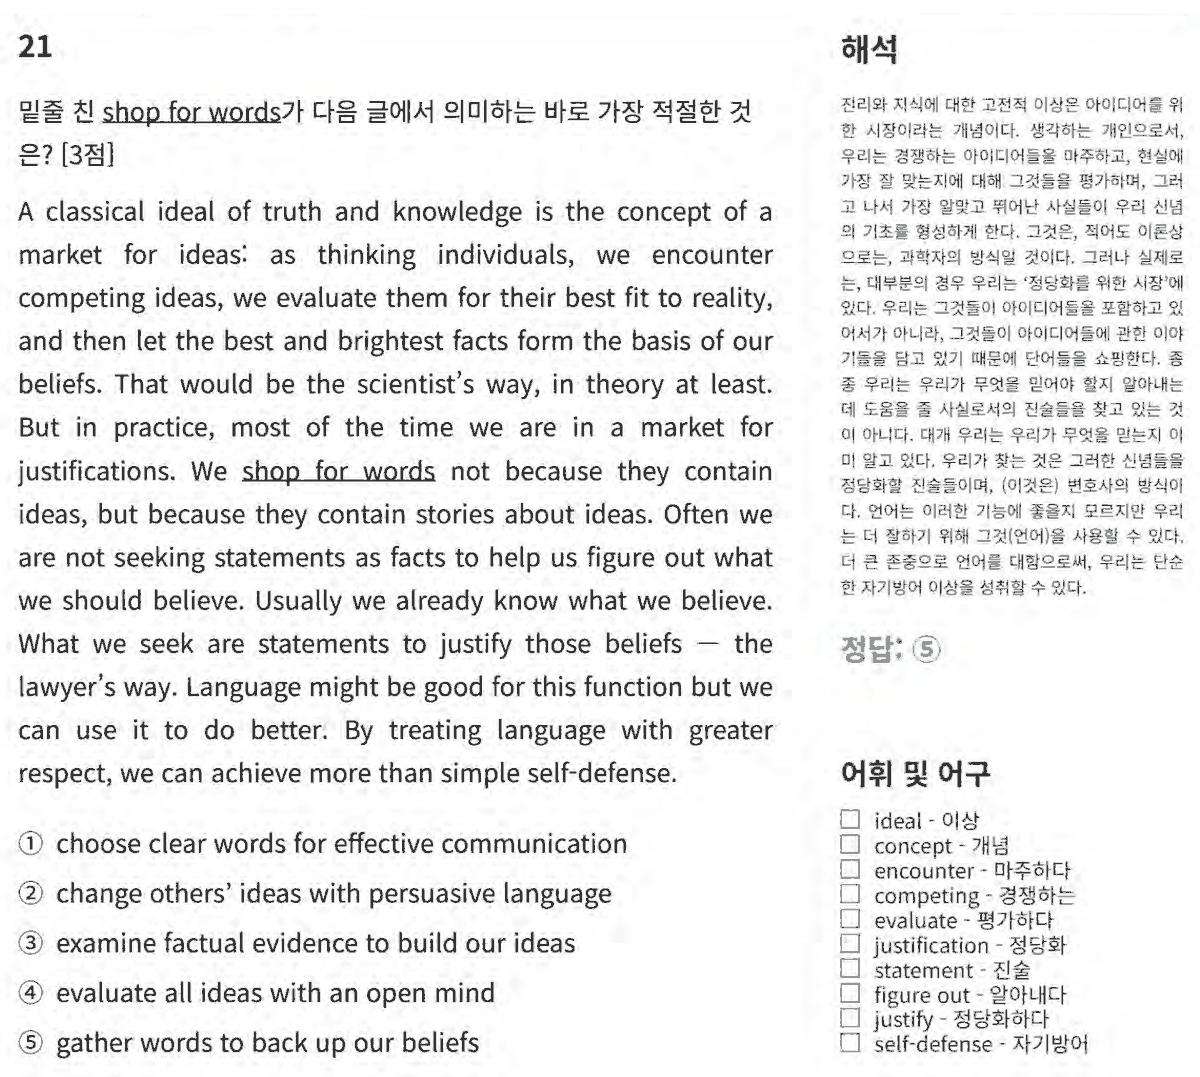 21
밑줄 친 shop for words가 다음 글에서 의미하는 바로 가장 적절한 것
은? [3점]
A classical ideal of truth and knowledge is the concept of a
market for ideas: as thinking individuals, we encounter
competing ideas, we evaluate them for their best fit to reality,
and then let the best and brightest facts form the basis of our
beliefs. That would be the scientist's way, in theory at least.
But in practice, most of the time we are in a market for
justifications. We shop for words not because they contain
ideas, but because they contain stories about ideas. Often we
are not seeking statements as facts to help us figure out what
we should believe. Usually we already know what we believe.
What we seek are statements to justify those beliefs — the
lawyer's way. Language might be good for this function but we
can use it to do better. By treating language with greater
respect, we can achieve more than simple self-defense.
① choose clear words for effective communication
② change others' ideas with persuasive language
③ examine factual evidence to build our ideas
④ evaluate all ideas with an open mind
⑤ gather words to back up our beliefs
해석
진리와 지식에 대한 고전적 이상은 아이디어를 위
한 시장이라는 개념이다. 생각하는 개인으로서,
우리는 경쟁하는 아이디어들을 마주하고, 현실에
가장 잘 맞는지에 대해 그것들을 평가하며, 그러
고 나서 가장 알맞고 뛰어난 사실들이 우리 신념
의 기초를 형성하게 한다. 그것은, 적어도 이론상
으로는, 과학자의 방식일 것이다. 그러나 실제로
는, 대부분의 경우 우리는 '정당화를 위한 시장'에
있다. 우리는 그것들이 아이디어들을 포함하고 있
어서가 아니라, 그것들이 아이디어들에 관한 이야
기들을 담고 있기 때문에 단어들을 쇼핑한다. 종
종 우리는 우리가 무엇을 믿어야 할지 알아내는
데 도움을 줄 사실로서의 진술들을 찾고 있는 것
이 아니다. 대개 우리는 우리가 무엇을 믿는지 이
미 알고 있다. 우리가 찾는 것은 그러한 신념들을
정당화할 진술들이며, (이것은) 변호사의 방식이
다. 언어는 이러한 기능에 좋을지 모르지만 우리
는 더 잘하기 위해 그것(언어)을 사용할 수 있다.
더 큰 존중으로 언어를 대함으로써, 우리는 단순
한 자기방어 이상을 성취할 수 있다.
정답: ⑤
어휘 및 어구
□ ideal - 이상
□ concept - 개념
□ encounter - 마주하다
□ competing - 경쟁하는
□ evaluate - 평가하다
□ justification - 정당화
□ statement - 진술
□ figure out - 알아내다
□ justify - 정당화하다
□ self-defense - 자기방어